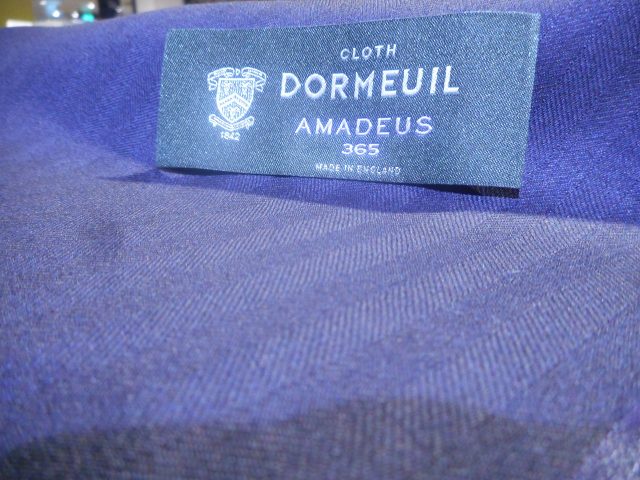 CLOTH
DORMEUIL
AMADEUS
365
MADE IN ENGLAND
1842